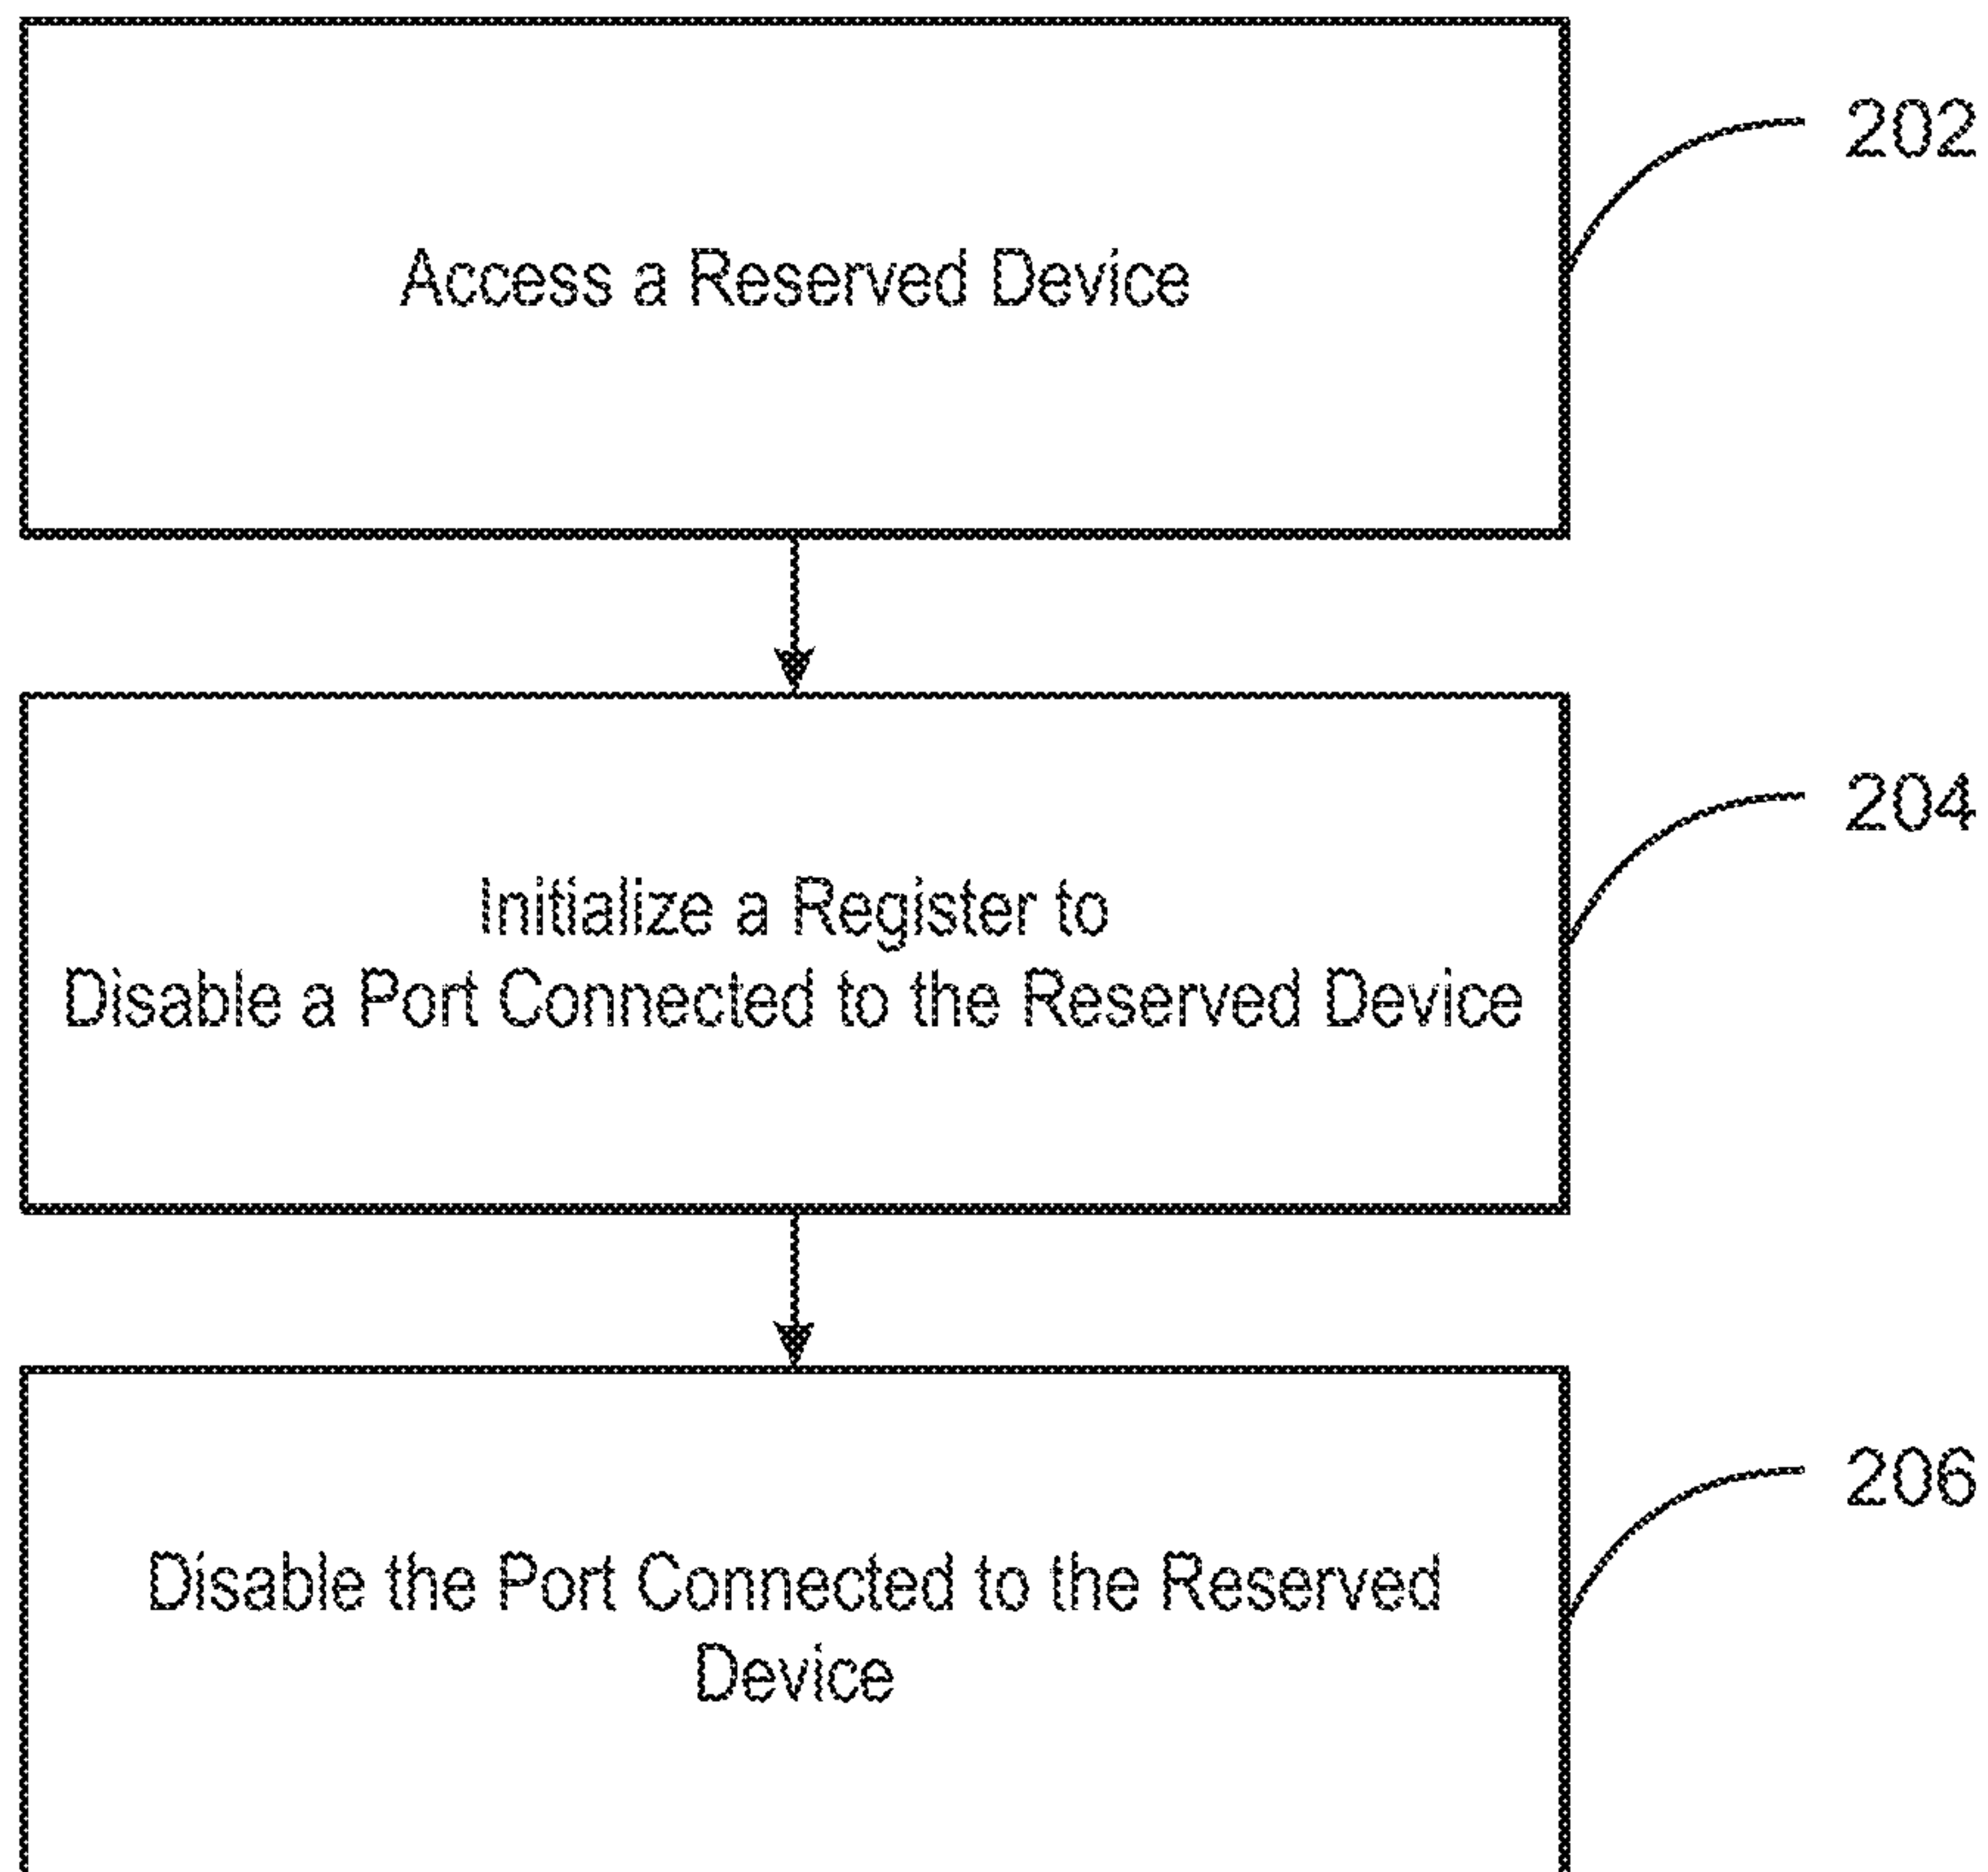 Access a Reserved Device
202
Initialize a Register to
Disable a Port Connected to the Reserved Device
204
Disable the Port Connected to the Reserved
Device
206